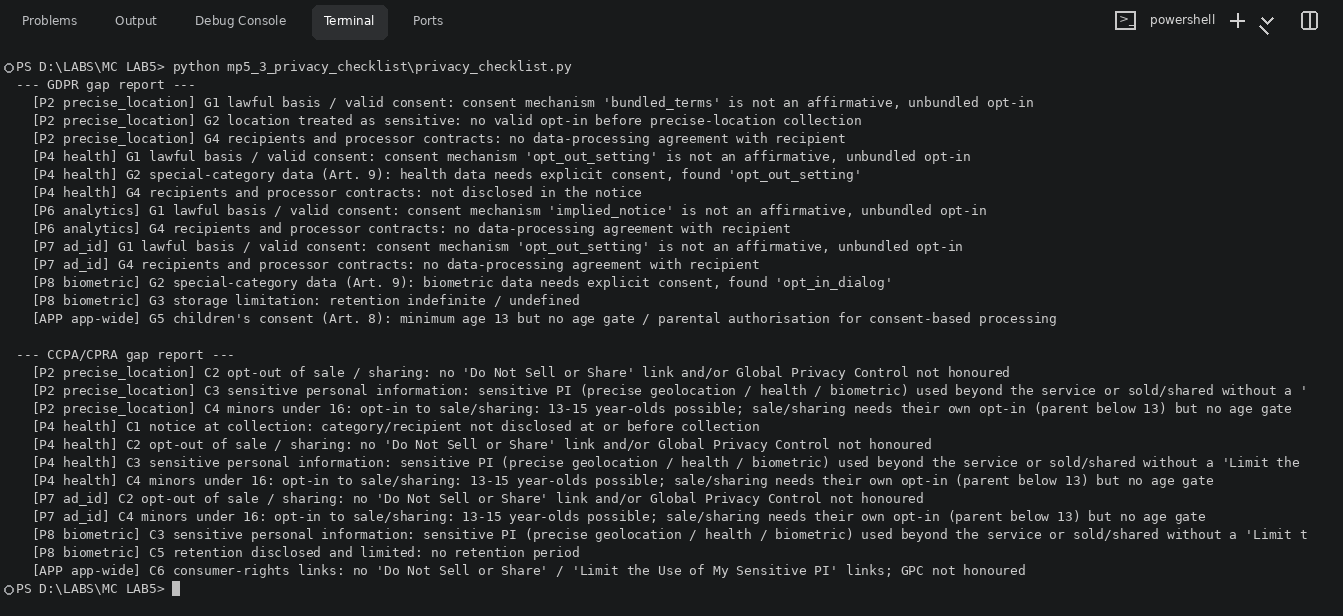 Problems Output Debug Console Terminal Ports powershell
PS D:\LABS\MC LAB5> python mp5_3_privacy_checklist\privacy_checklist.py
--- GDPR gap report ---
[P2 precise_location] G1 lawful basis / valid consent: consent mechanism 'bundled_terms' is not an affirmative, unbundled opt-in
[P2 precise_location] G2 location treated as sensitive: no valid opt-in before precise-location collection
[P2 precise_location] G4 recipients and processor contracts: no data-processing agreement with recipient
[P4 health] G1 lawful basis / valid consent: consent mechanism 'opt_out_setting' is not an affirmative, unbundled opt-in
[P4 health] G2 special-category data (Art. 9): health data needs explicit consent, found 'opt_out_setting'
[P4 health] G4 recipients and processor contracts: not disclosed in the notice
[P6 analytics] G1 lawful basis / valid consent: consent mechanism 'implied_notice' is not an affirmative, unbundled opt-in
[P6 analytics] G4 recipients and processor contracts: no data-processing agreement with recipient
[P7 ad_id] G1 lawful basis / valid consent: consent mechanism 'opt_out_setting' is not an affirmative, unbundled opt-in
[P7 ad_id] G4 recipients and processor contracts: no data-processing agreement with recipient
[P8 biometric] G2 special-category data (Art. 9): biometric data needs explicit consent, found 'opt_in_dialog'
[P8 biometric] G3 storage limitation: retention indefinite / undefined
[APP app-wide] G5 children's consent (Art. 8): minimum age 13 but no age gate / parental authorisation for consent-based processing
--- CCPA/CPRA gap report ---
[P2 precise_location] C2 opt-out of sale / sharing: no 'Do Not Sell or Share' link and/or Global Privacy Control not honoured
[P2 precise_location] C3 sensitive personal information: sensitive PI (precise geolocation / health / biometric) used beyond the service or sold/shared without a '
[P2 precise_location] C4 minors under 16: opt-in to sale/sharing: 13-15 year-olds possible; sale/sharing needs their own opt-in (parent below 13) but no age gate
[P4 health] C1 notice at collection: category/recipient not disclosed at or before collection
[P4 health] C2 opt-out of sale / sharing: no 'Do Not Sell or Share' link and/or Global Privacy Control not honoured
[P4 health] C3 sensitive personal information: sensitive PI (precise geolocation / health / biometric) used beyond the service or sold/shared without a 'Limit the
[P4 health] C4 minors under 16: opt-in to sale/sharing: 13-15 year-olds possible; sale/sharing needs their own opt-in (parent below 13) but no age gate
[P7 ad_id] C2 opt-out of sale / sharing: no 'Do Not Sell or Share' link and/or Global Privacy Control not honoured
[P7 ad_id] C4 minors under 16: opt-in to sale/sharing: 13-15 year-olds possible; sale/sharing needs their own opt-in (parent below 13) but no age gate
[P8 biometric] C3 sensitive personal information: sensitive PI (precise geolocation / health / biometric) used beyond the service or sold/shared without a 'Limit t
[P8 biometric] C5 retention disclosed and limited: no retention period
[APP app-wide] C6 consumer-rights links: no 'Do Not Sell or Share' / 'Limit the Use of My Sensitive PI' links; GPC not honoured
PS D:\LABS\MC LAB5>